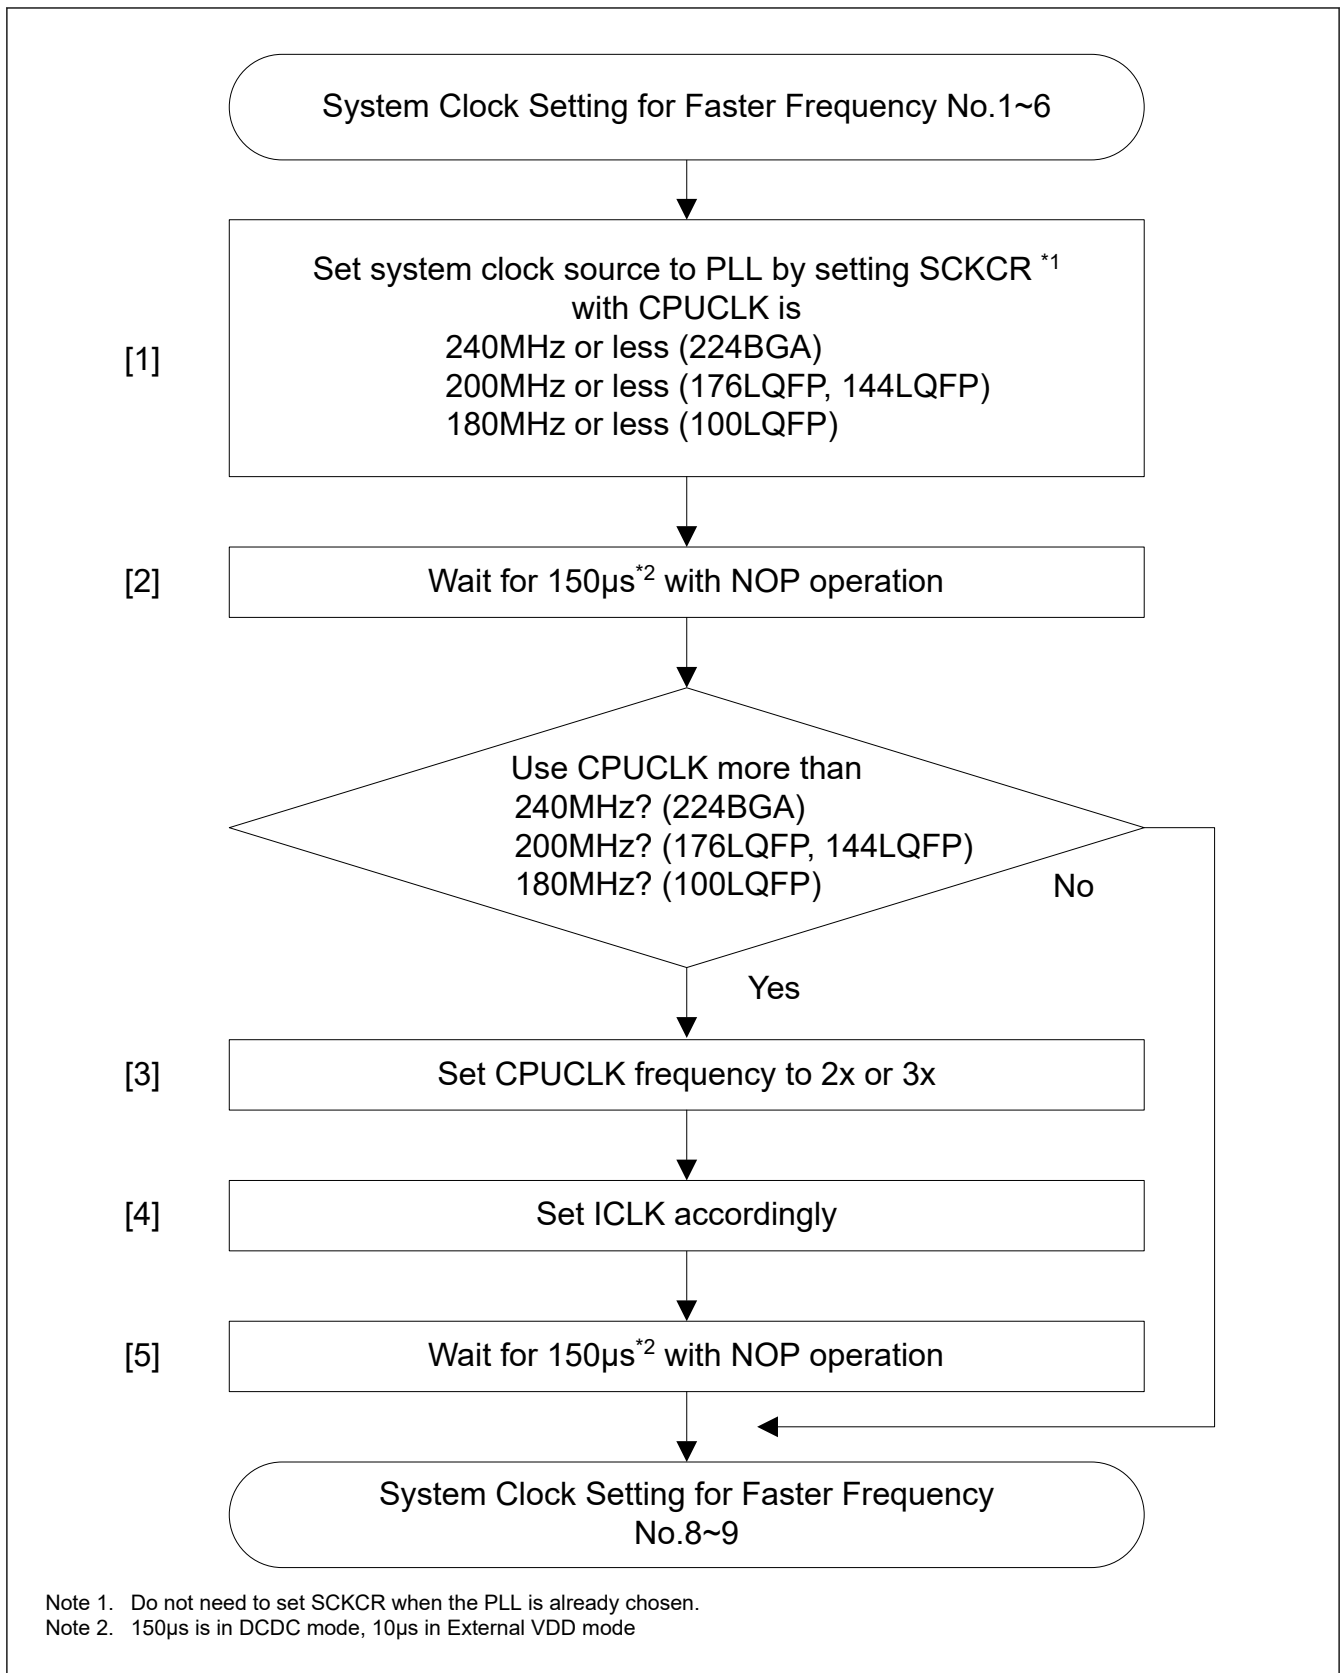 System Clock Setting for Faster Frequency No.1~6
[1]
Set system clock source to PLL by setting SCKCR *1
with CPUCLK is
240MHz or less (224BGA)
200MHz or less (176LQFP, 144LQFP)
180MHz or less (100LQFP)
[2]
Wait for 150µs*2 with NOP operation
Use CPUCLK more than
240MHz? (224BGA)
200MHz? (176LQFP, 144LQFP)
180MHz? (100LQFP)
No
Yes
[3]
Set CPUCLK frequency to 2x or 3x
[4]
Set ICLK accordingly
[5]
Wait for 150µs*2 with NOP operation
System Clock Setting for Faster Frequency
No.8~9
Note 1. Do not need to set SCKCR when the PLL is already chosen.
Note 2. 150µs is in DCDC mode, 10µs in External VDD mode